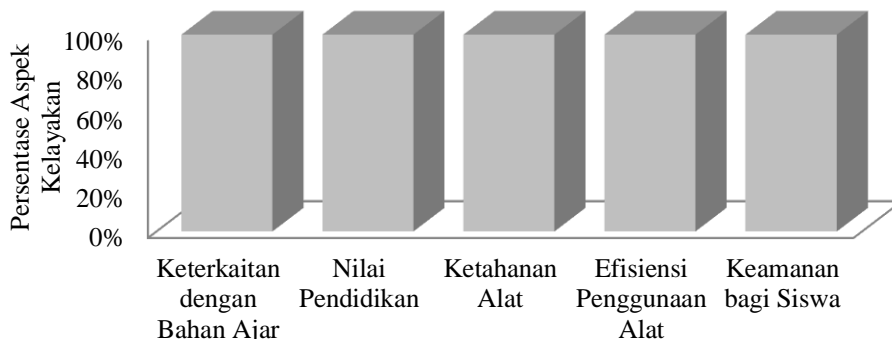 Persentase Aspek
Kelayakan
100%
80%
60%
40%
20%
0%
Keterkaitan
dengan
Bahan Ajar
Nilai
Pendidikan
Ketahanan
Alat
Efisiensi
Penggunaan
Alat
Keamanan
bagi Siswa